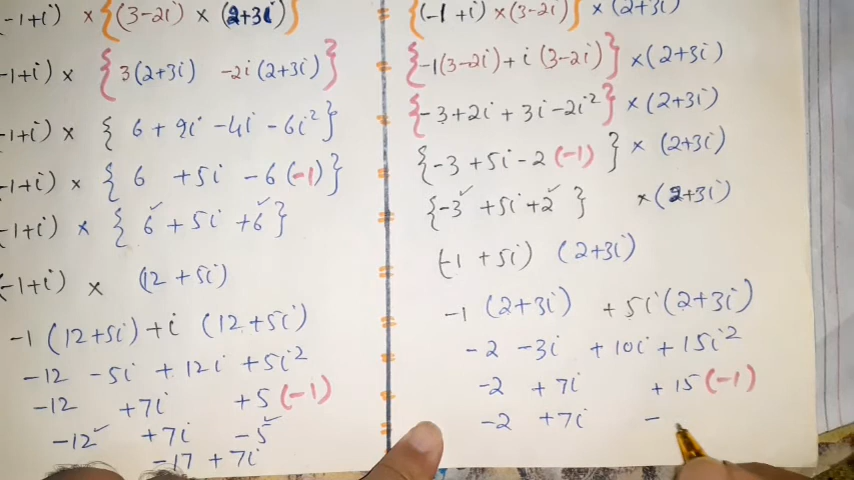 -1+i) × {(3-2i) × (2+3i)}
-1+i) × {3(2+3i) -2i(2+3i)}
-1+i) × {6 + 9i - 4i - 6i²}
-1+i) × {6 +5i -6(-1)}
-1+i) × {6 + 5i +6}
(-1+i) × (12 + 5i)
-1 (12+5i) + i (12+5i)
-12 -5i + 12i +5i²
-12 +7i +5(-1)
-12 +7i -5
-17 + 7i
= {(-1+i) × (3-2i)} × (2+3i)
= {-1(3-2i) + i(3-2i)} × (2+3i)
= {-3+2i + 3i -2i²} × (2+3i)
= {-3 +5i -2(-1)} × (2+3i)
= {-3 +5i +2} × (2+3i)
= (-1 +5i) (2+3i)
= -1 (2+3i) +5i(2+3i)
= -2 -3i +10i +15i²
= -2 +7i +15(-1)
= -2 +7i -